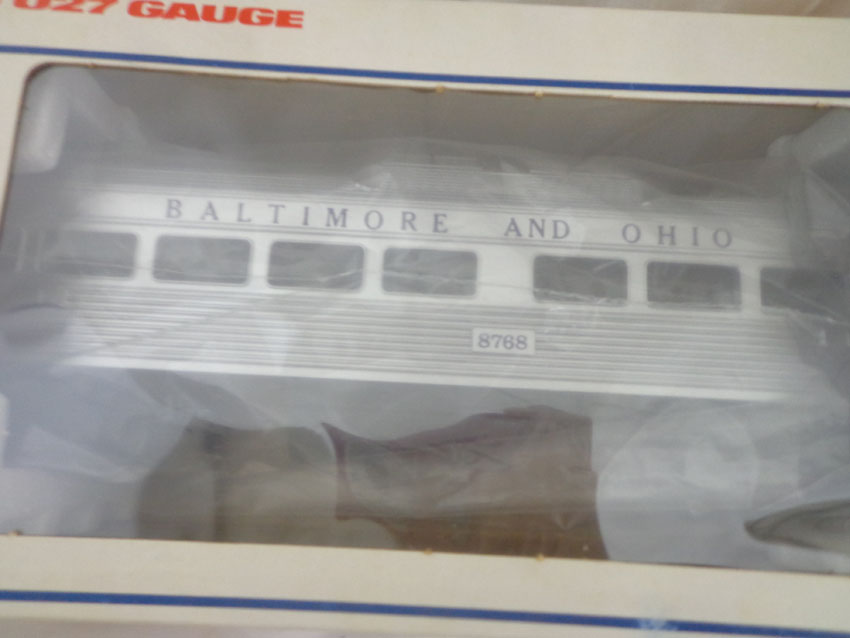 027 GAUGE
BALTIMORE AND OHIO
8768